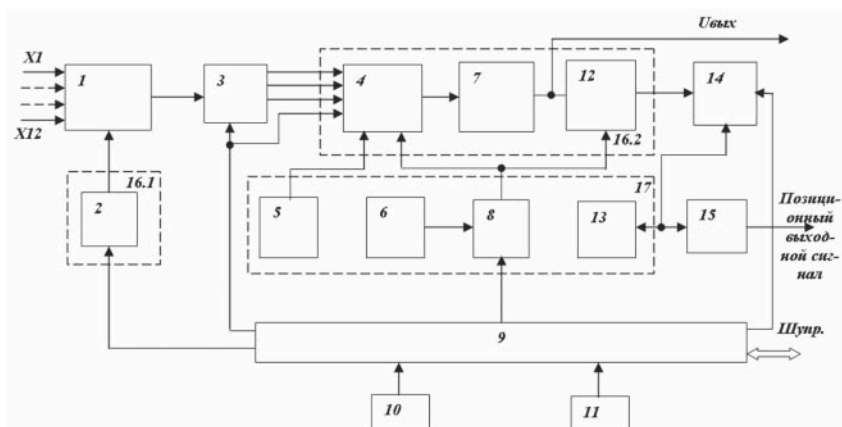 Uвых
X1
X12
1
3
4
7
12
14
16.2
16.1
2
17
5
6
8
13
15
Позици-
онный
выход-
ной сиг-
нал
9
Шупр.
10
11